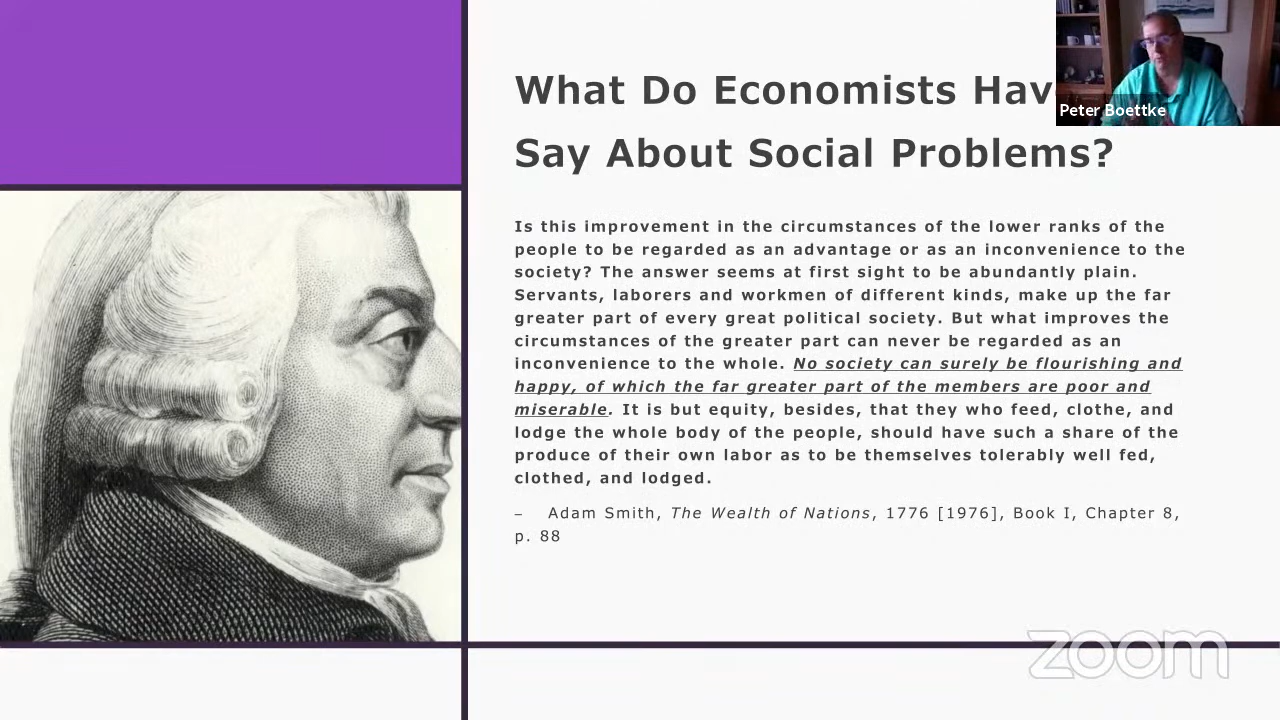 What Do Economists Hav
Say About Social Problems?
Peter Boettke
Is this improvement in the circumstances of the lower ranks of the
people to be regarded as an advantage or as an inconvenience to the
society? The answer seems at first sight to be abundantly plain.
Servants, laborers and workmen of different kinds, make up the far
greater part of every great political society. But what improves the
circumstances of the greater part can never be regarded as an
inconvenience to the whole. No society can surely be flourishing and
happy, of which the far greater part of the members are poor and
miserable. It is but equity, besides, that they who feed, clothe, and
lodge the whole body of the people, should have such a share of the
produce of their own labor as to be themselves tolerably well fed,
clothed, and lodged.
– Adam Smith, The Wealth of Nations, 1776 [1976], Book I, Chapter 8,
p. 88
zoom